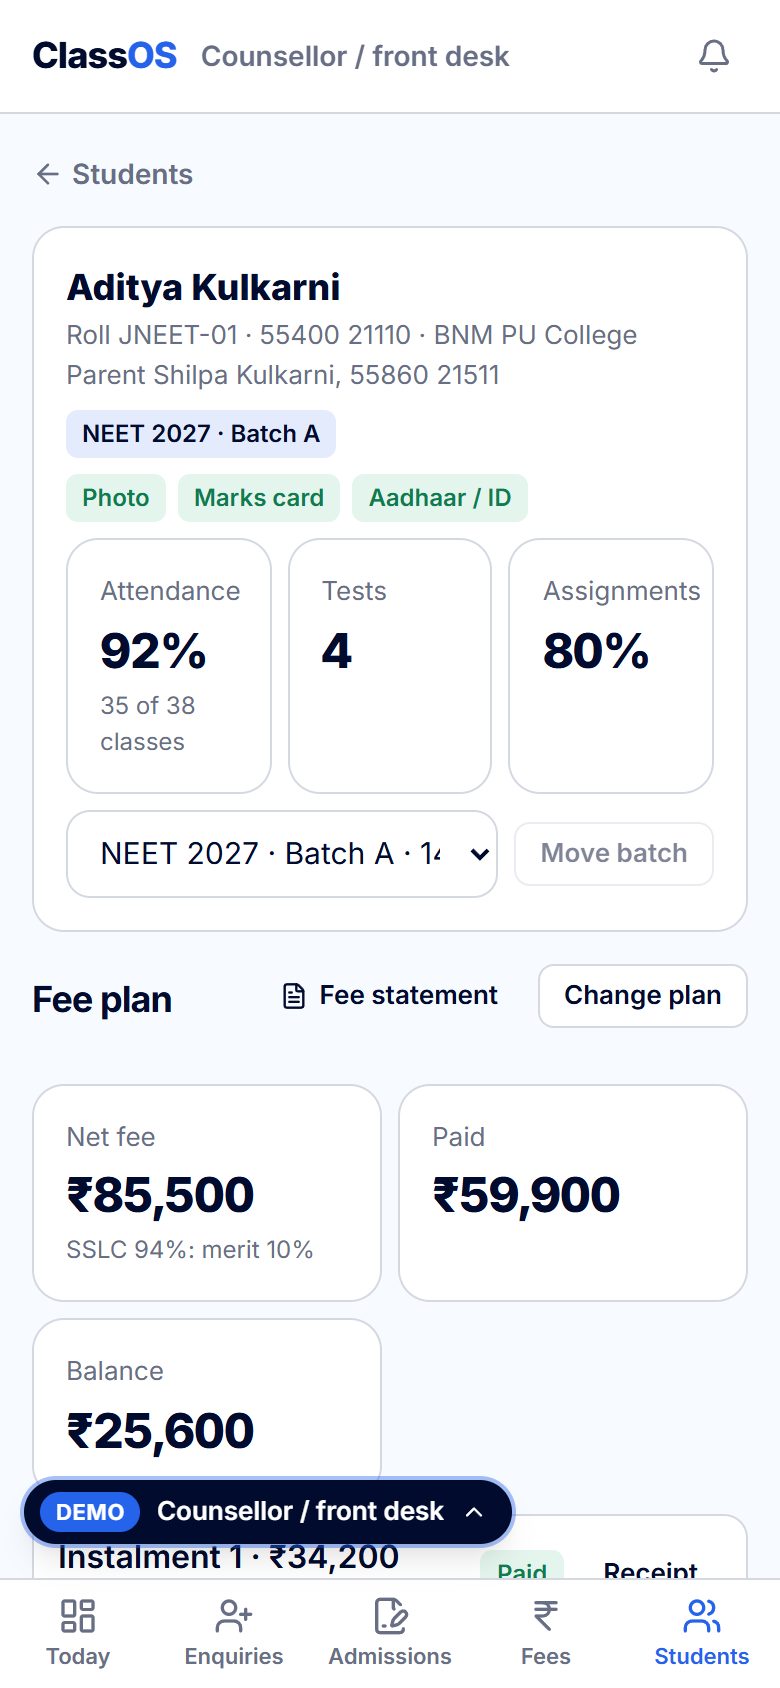 ClassOS Counsellor / front desk
Students
Aditya Kulkarni
Roll JNEET-01 · 55400 21110 · BNM PU College
Parent Shilpa Kulkarni, 55860 21511
NEET 2027 · Batch A
Photo Marks card Aadhaar / ID
Attendance Tests Assignments
92% 4 80%
35 of 38
classes
NEET 2027 · Batch A · 14 Move batch
Fee plan Fee statement Change plan
Net fee Paid
₹85,500 ₹59,900
SSLC 94%: merit 10%
Balance
₹25,600
DEMO Counsellor / front desk
Instalment 1 · ₹34,200 Paid Receipt
Today Enquiries Admissions Fees Students